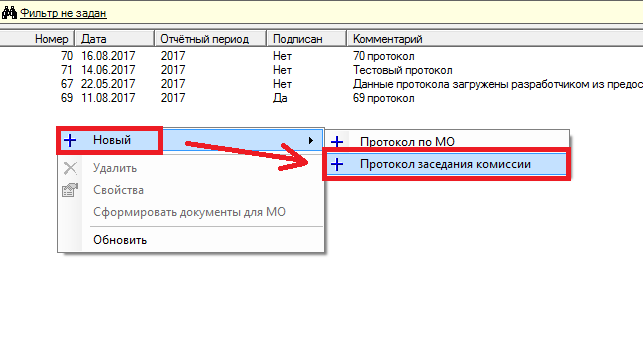 Фильтр не задан
Номер Дата Отчётный период Подписан Комментарий
70 16.08.2017 2017 Нет 70 протокол
71 14.06.2017 2017 Нет Тестовый протокол
67 22.05.2017 2017 Нет Данные протокола загружены разработчиком из предос
69 11.08.2017 2017 Да 69 протокол
Новый Протокол по МО
Протокол заседания комиссии
Удалить
Свойства
Сформировать документы для МО
Обновить